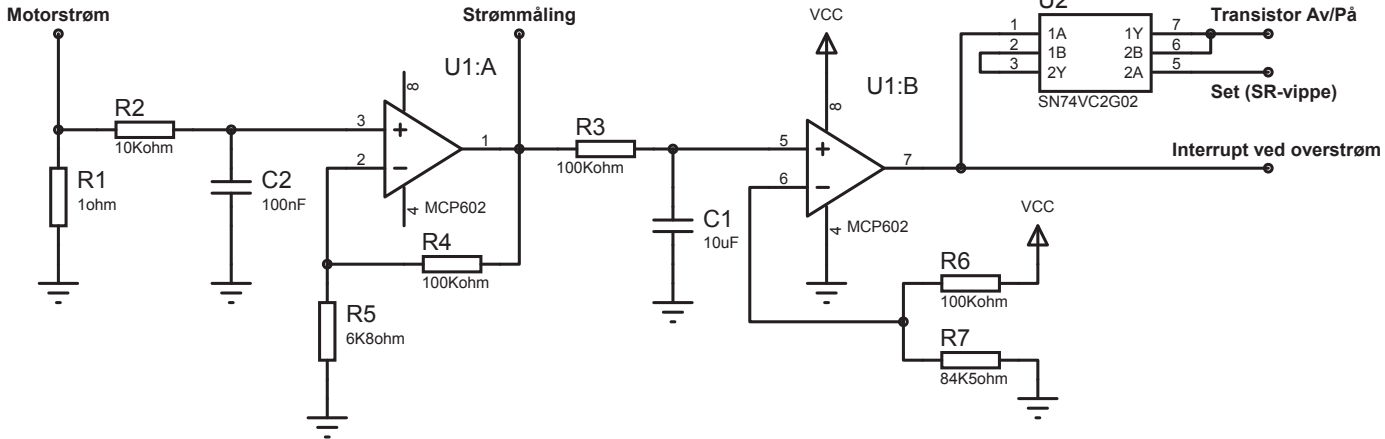 Motorstrøm
Strømmåling
VCC
U2
Transistor Av/På
1 1A 1Y 7
2 1B 2B 6
3 2Y 2A 5
SN74VC2G02
Set (SR-vippe)
U1:A
8
U1:B
8
R2
10Kohm
3
+
1
2
−
4
MCP602
R3
100Kohm
5
+
7
6
−
4
MCP602
Interrupt ved overstrøm
R1
1ohm
C2
100nF
C1
10uF
VCC
R4
100Kohm
R6
100Kohm
R5
6K8ohm
R7
84K5ohm